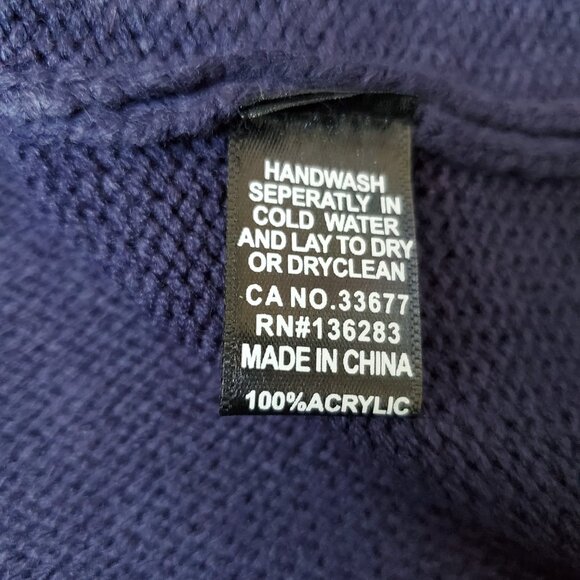 HANDWASH
SEPERATLY IN
COLD WATER
AND LAY TO DRY
OR DRYCLEAN
CA NO.33677
RN#136283
MADE IN CHINA
100%ACRYLIC